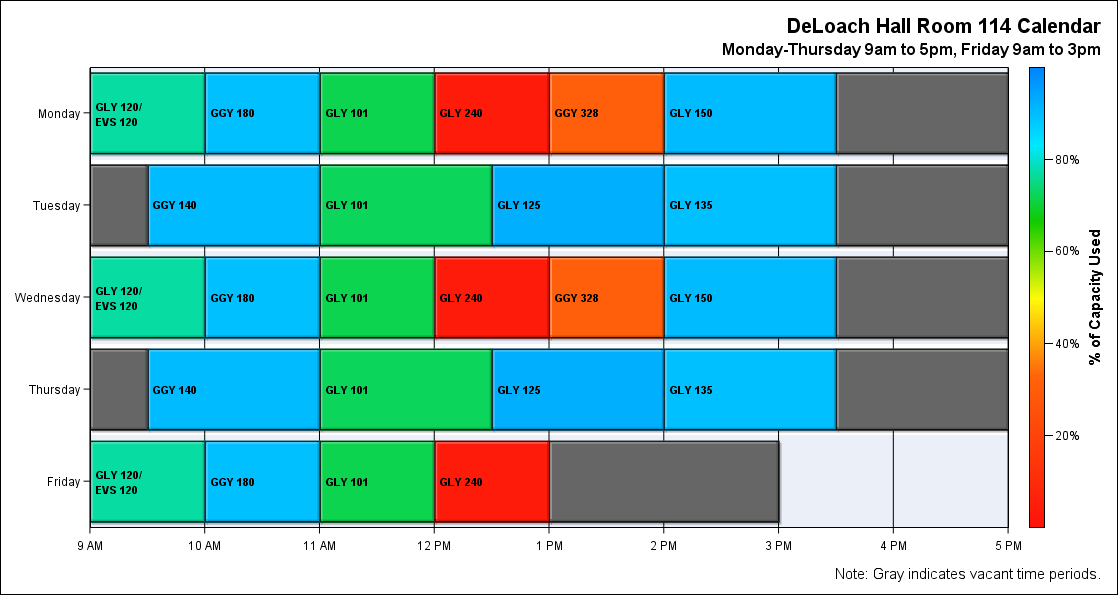 DeLoach Hall Room 114 Calendar
Monday-Thursday 9am to 5pm, Friday 9am to 3pm
Monday
GLY 120/
EVS 120
GGY 180
GLY 101
GLY 240
GGY 328
GLY 150
Tuesday
GGY 140
GLY 101
GLY 125
GLY 135
Wednesday
GLY 120/
EVS 120
GGY 180
GLY 101
GLY 240
GGY 328
GLY 150
Thursday
GGY 140
GLY 101
GLY 125
GLY 135
Friday
GLY 120/
EVS 120
GGY 180
GLY 101
GLY 240
9 AM
10 AM
11 AM
12 PM
1 PM
2 PM
3 PM
4 PM
5 PM
80%
60%
40%
20%
% of Capacity Used
Note: Gray indicates vacant time periods.